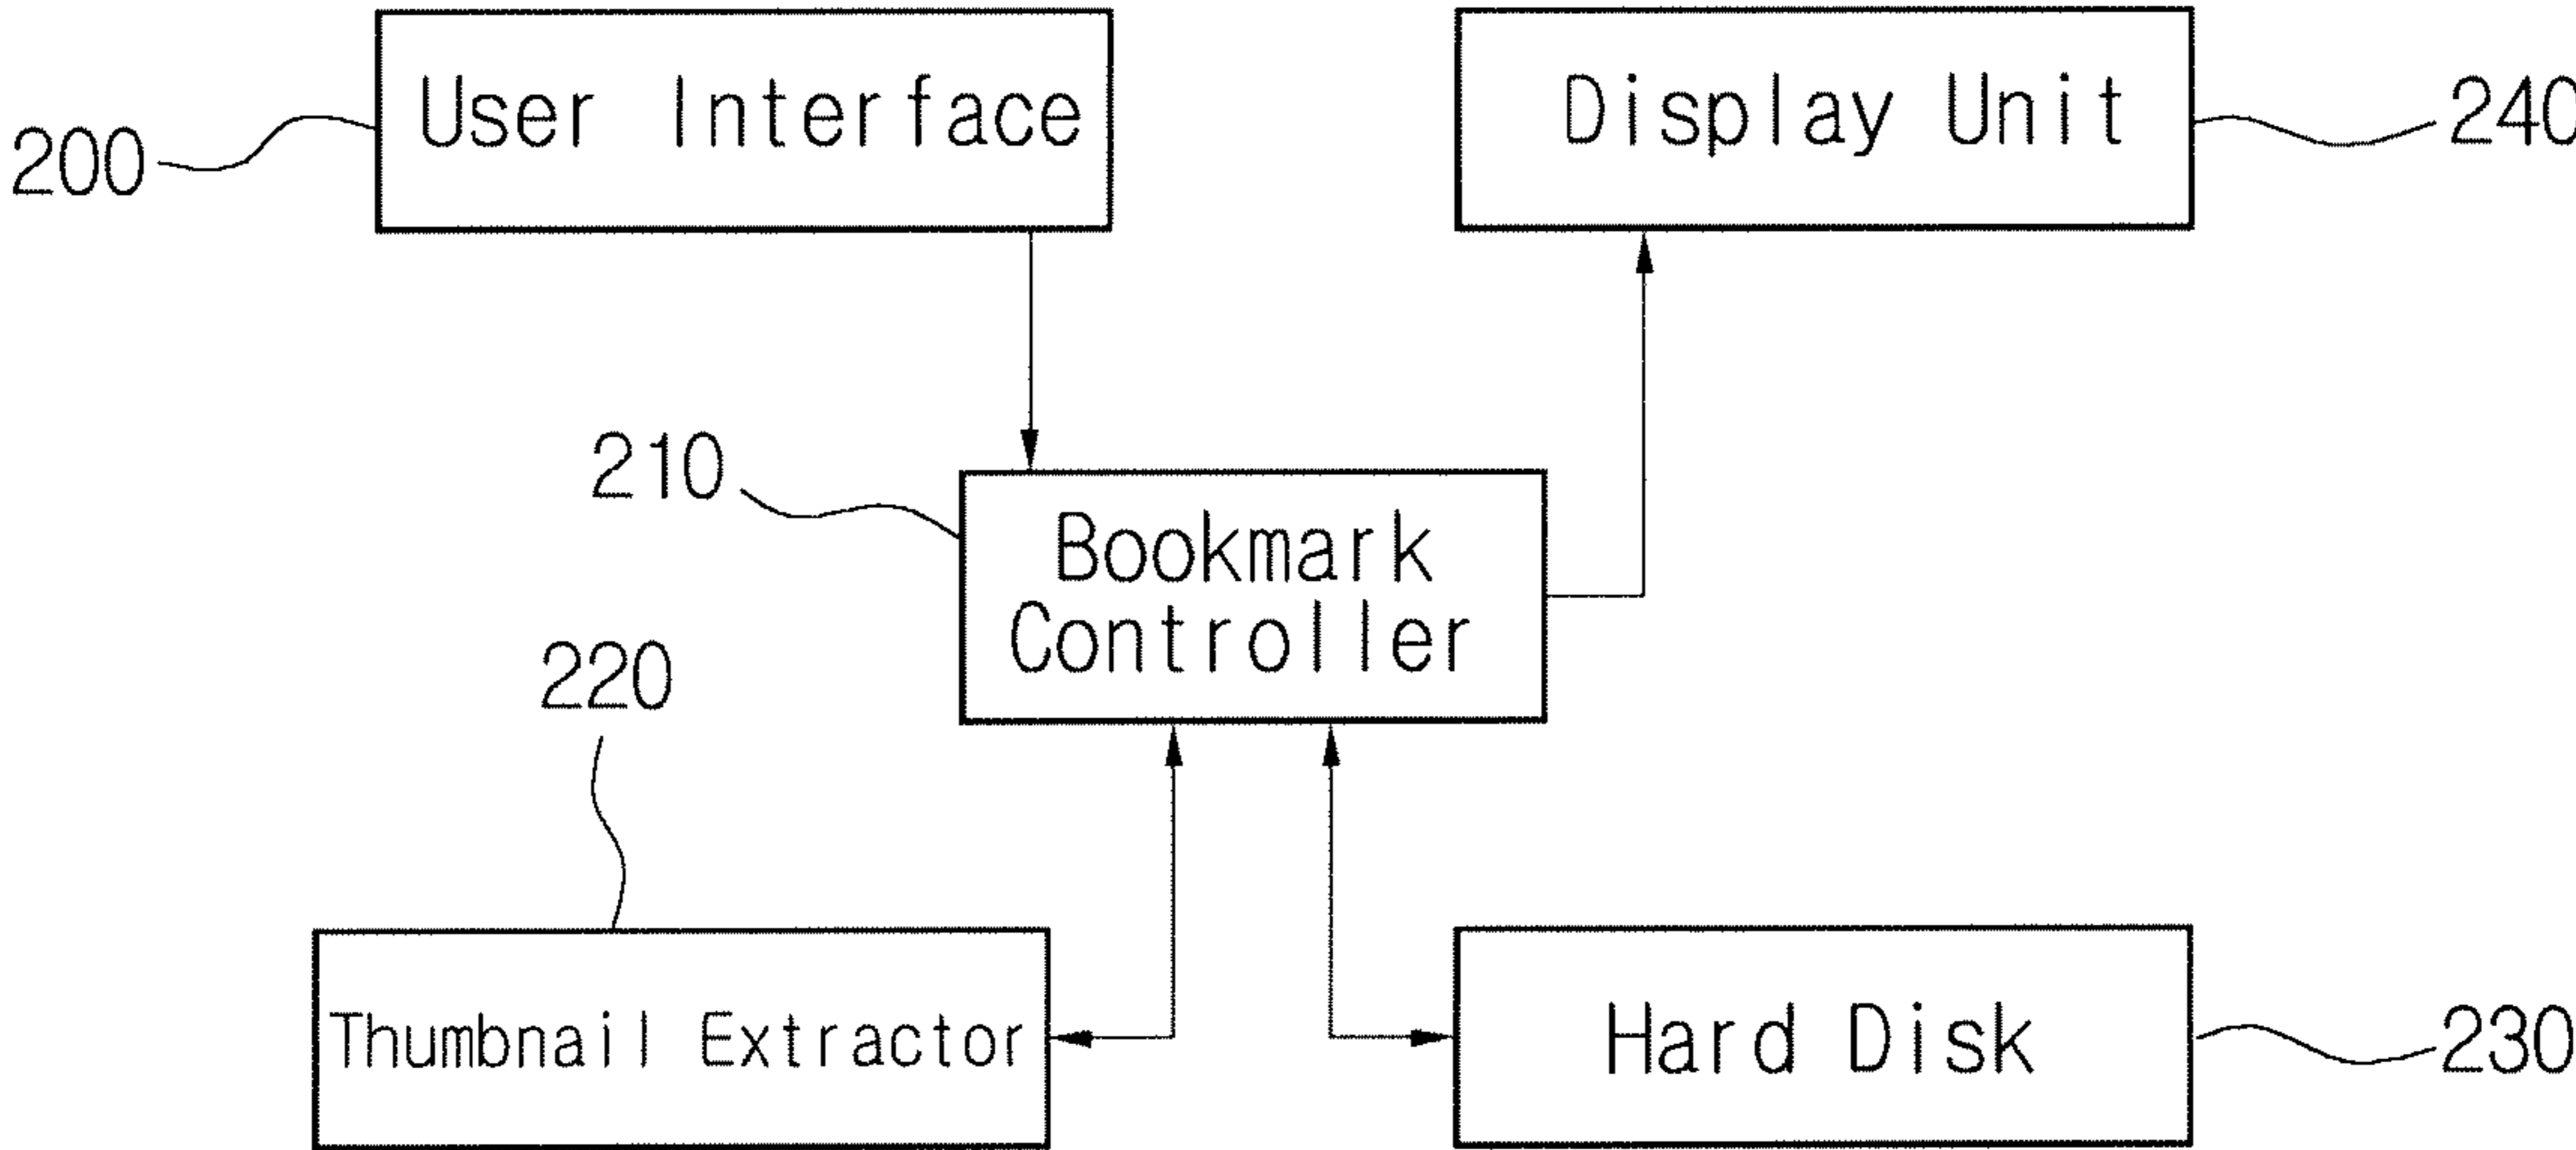 User Interface
Display Unit
200
240
210
Bookmark
Controller
220
Thumbnail Extractor
Hard Disk
230